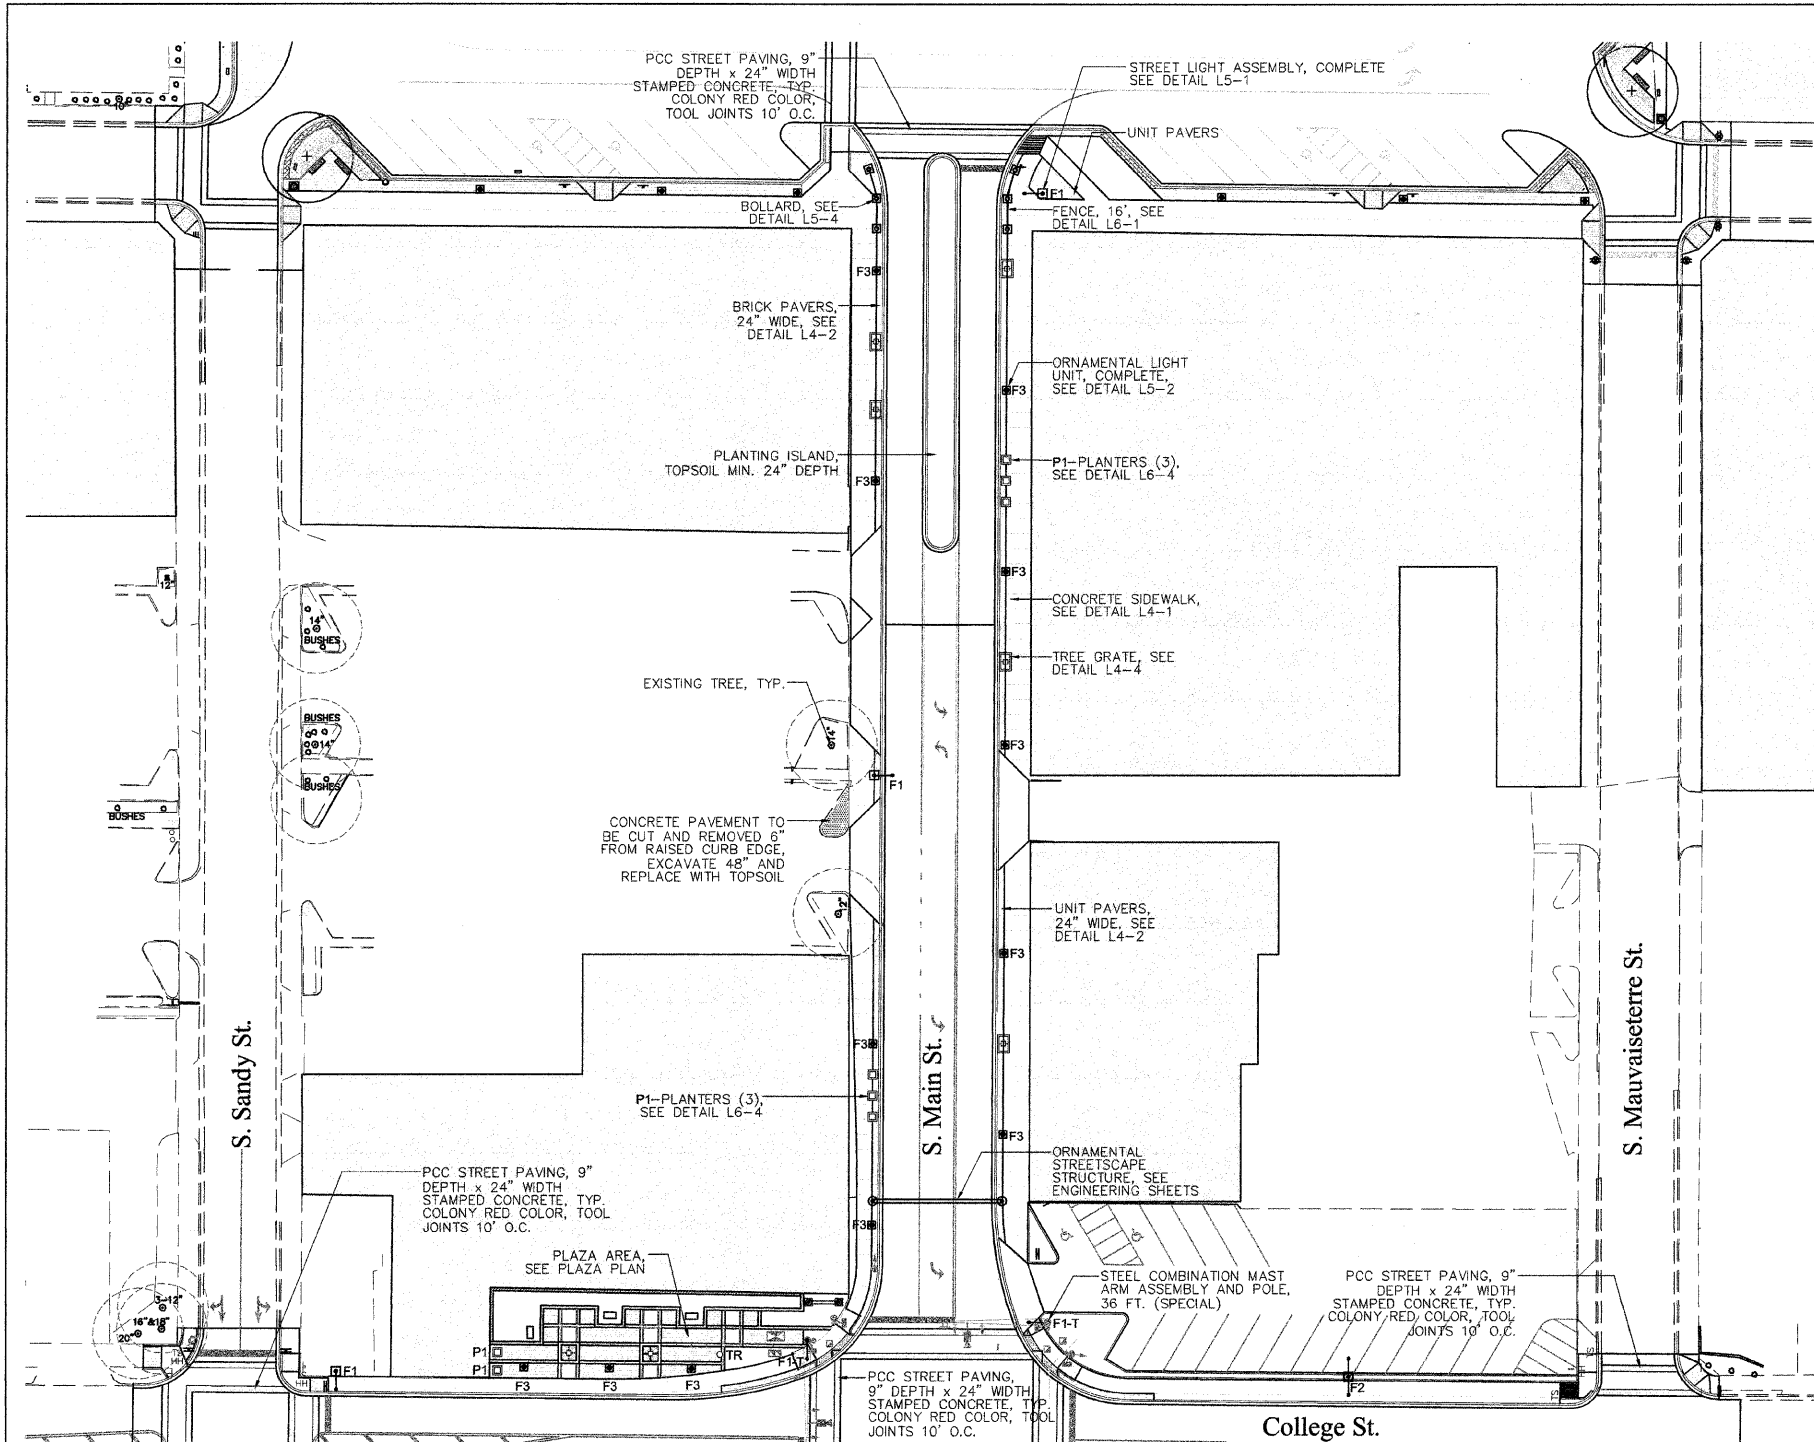 PCC STREET PAVING, 9"
DEPTH x 24" WIDTH
STAMPED CONCRETE, TYP.
COLONY RED COLOR,
TOOL JOINTS 10' O.C.
STREET LIGHT ASSEMBLY, COMPLETE
SEE DETAIL L5-1
10"
UNIT PAVERS
F1
BOLLARD, SEE
DETAIL L5-4
FENCE, 16', SEE
DETAIL L6-1
F3
BRICK PAVERS,
24" WIDE, SEE
DETAIL L4-2
ORNAMENTAL LIGHT
UNIT, COMPLETE,
SEE DETAIL L5-2
F3
PLANTING ISLAND,
TOPSOIL MIN. 24" DEPTH
P1-PLANTERS (3),
SEE DETAIL L6-4
F3
F3
12"
CONCRETE SIDEWALK,
SEE DETAIL L4-1
14"
BUSHES
TREE GRATE, SEE
DETAIL L4-4
EXISTING TREE, TYP.
BUSHES
14"
14"
F3
BUSHES
F1
BUSHES
CONCRETE PAVEMENT TO
BE CUT AND REMOVED 6"
FROM RAISED CURB EDGE,
EXCAVATE 48" AND
REPLACE WITH TOPSOIL
12"
UNIT PAVERS,
24" WIDE, SEE
DETAIL L4-2
F3
S. Sandy St.
S. Main St.
S. Mauvaiseterre St.
F3
P1-PLANTERS (3),
SEE DETAIL L6-4
F3
ORNAMENTAL
STREETSCAPE
STRUCTURE, SEE
ENGINEERING SHEETS
PCC STREET PAVING, 9"
DEPTH x 24" WIDTH
STAMPED CONCRETE, TYP.
COLONY RED COLOR, TOOL
JOINTS 10' O.C.
F3
PLAZA AREA,
SEE PLAZA PLAN
STEEL COMBINATION MAST
ARM ASSEMBLY AND POLE,
36 FT. (SPECIAL)
PCC STREET PAVING, 9"
DEPTH x 24" WIDTH
STAMPED CONCRETE, TYP.
COLONY RED COLOR, TOOL
JOINTS 10' O.C.
3-12"
16"&18"
20"
F1-T
P1
TR
F1-T
P1
F1
HH
HH
F3
F3
F3
F2
TS
PCC STREET PAVING,
9" DEPTH x 24" WIDTH
STAMPED CONCRETE, TYP.
COLONY RED COLOR, TOOL
JOINTS 10' O.C.
College St.